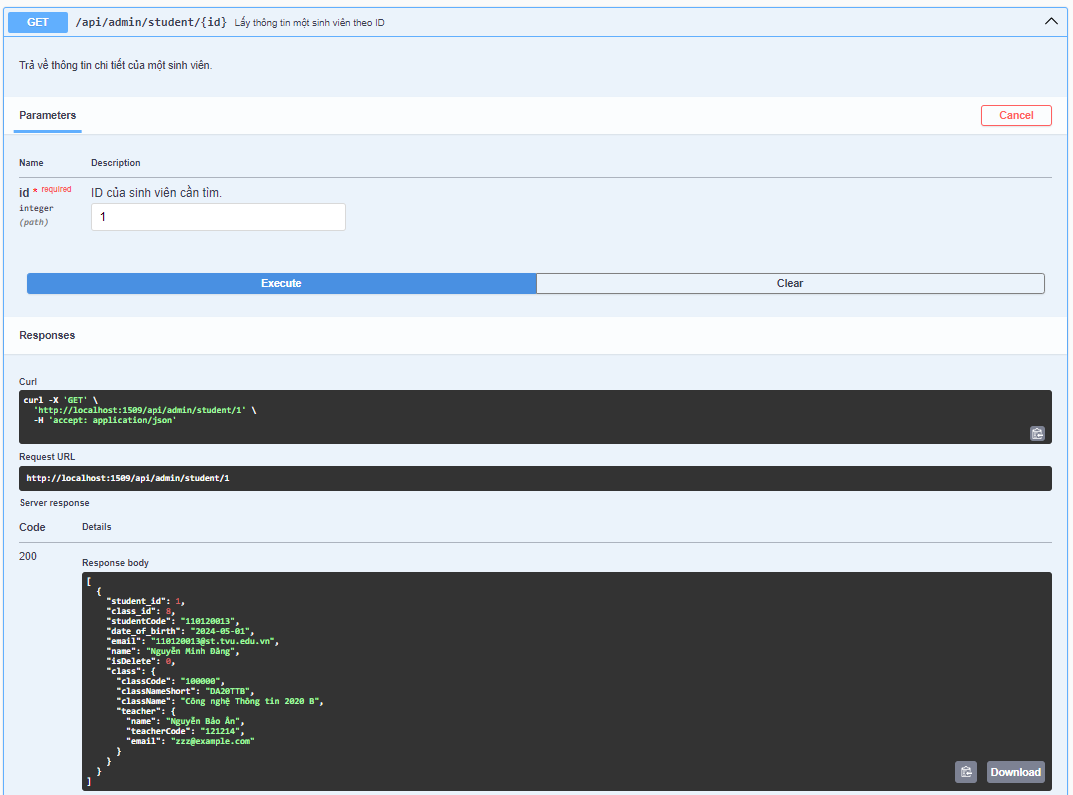 GET /api/admin/student/{id} Lấy thông tin một sinh viên theo ID
Trả về thông tin chi tiết của một sinh viên.
Parameters Cancel
Name Description
id * required ID của sinh viên cần tìm.
integer
(path)
1
Execute Clear
Responses
Curl
curl -X 'GET' \
'http://localhost:1509/api/admin/student/1' \
-H 'accept: application/json'
Request URL
http://localhost:1509/api/admin/student/1
Server response
Code Details
200
Response body
[
{
"student_id": 1,
"class_id": 8,
"studentCode": "110120013",
"date_of_birth": "2024-05-01",
"email": "110120013@st.tvu.edu.vn",
"name": "Nguyễn Minh Đăng",
"isDelete": 0,
"class": {
"classCode": "100000",
"classNameShort": "DA20TTB",
"className": "Công nghệ Thông tin 2020 B",
"teacher": {
"name": "Nguyễn Bảo Ân",
"teacherCode": "121214",
"email": "zzz@example.com"
}
}
}
]
Download